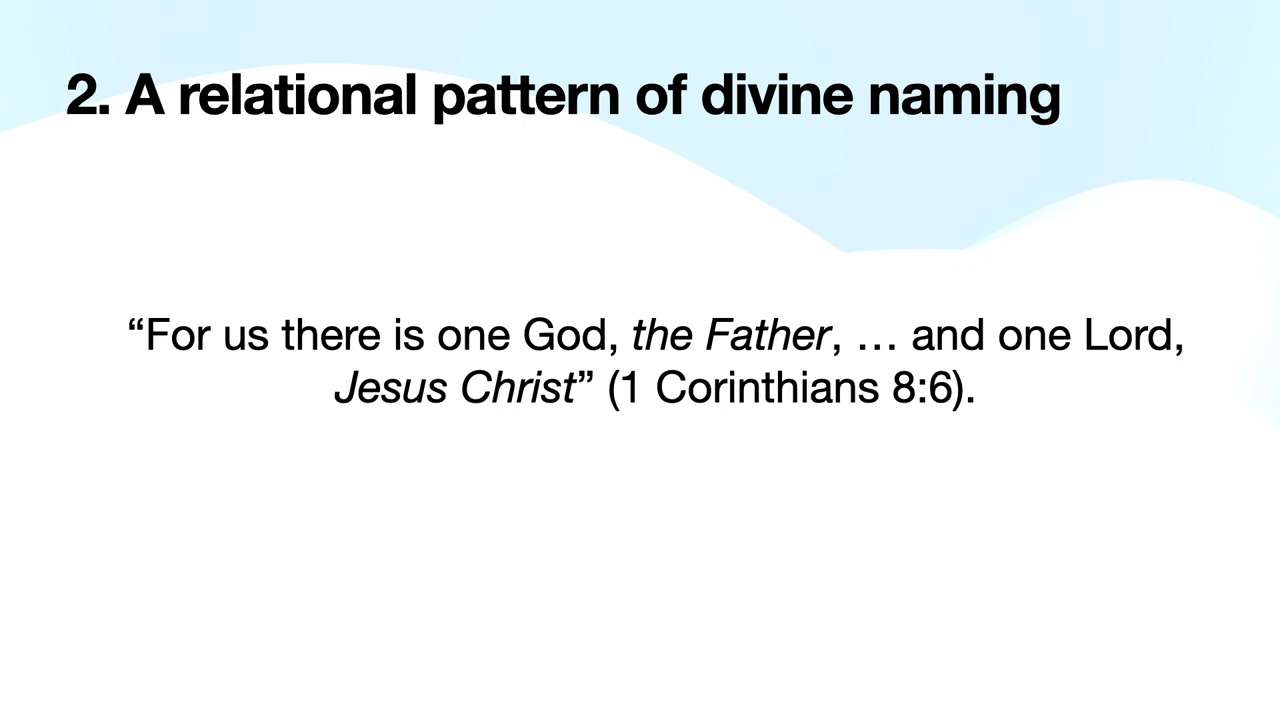 2. A relational pattern of divine naming
“For us there is one God, the Father, … and one Lord,
Jesus Christ” (1 Corinthians 8:6).